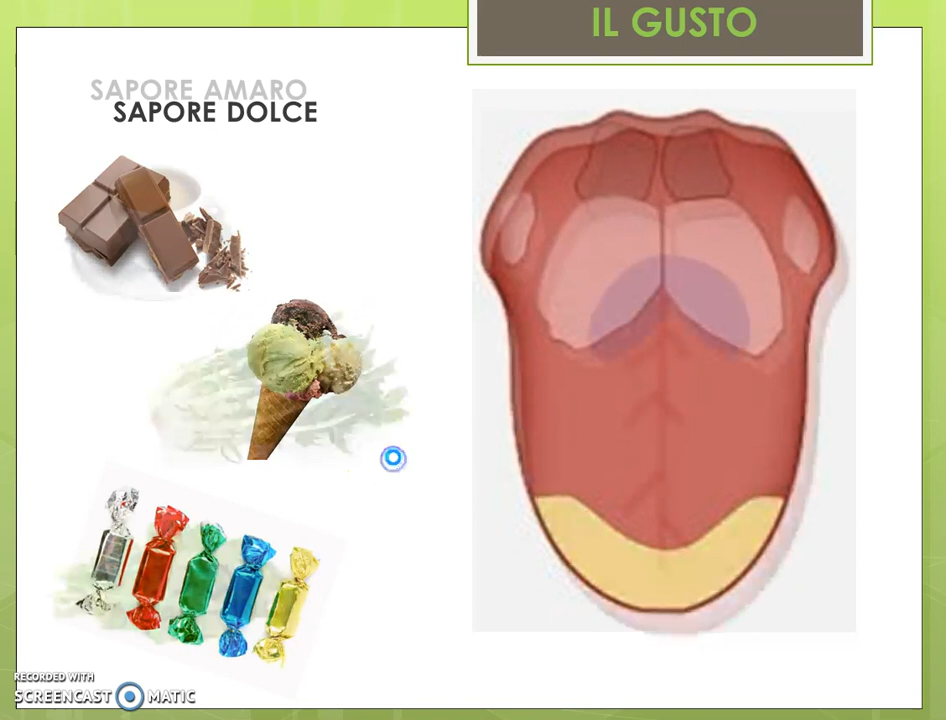 IL GUSTO
SAPORE AMARO
SAPORE DOLCE
RECORDED WITH
SCREENCAST MATIC